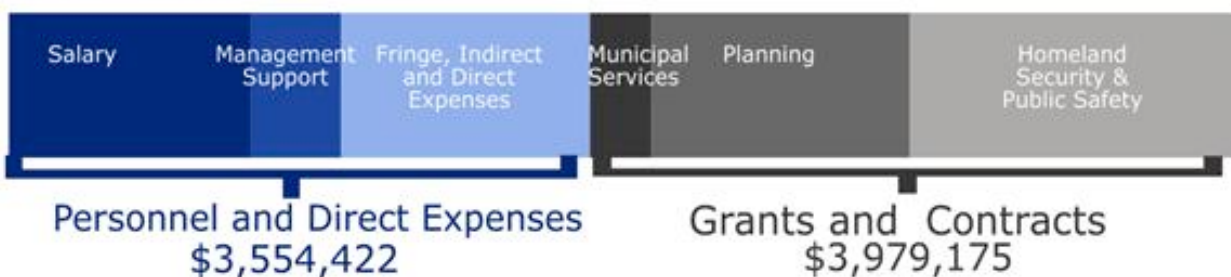 Salary
Management
Support
Fringe, Indirect
and Direct
Expenses
Municipal
Services
Planning
Homeland
Security &
Public Safety
Personnel and Direct Expenses
$3,554,422
Grants and Contracts
$3,979,175